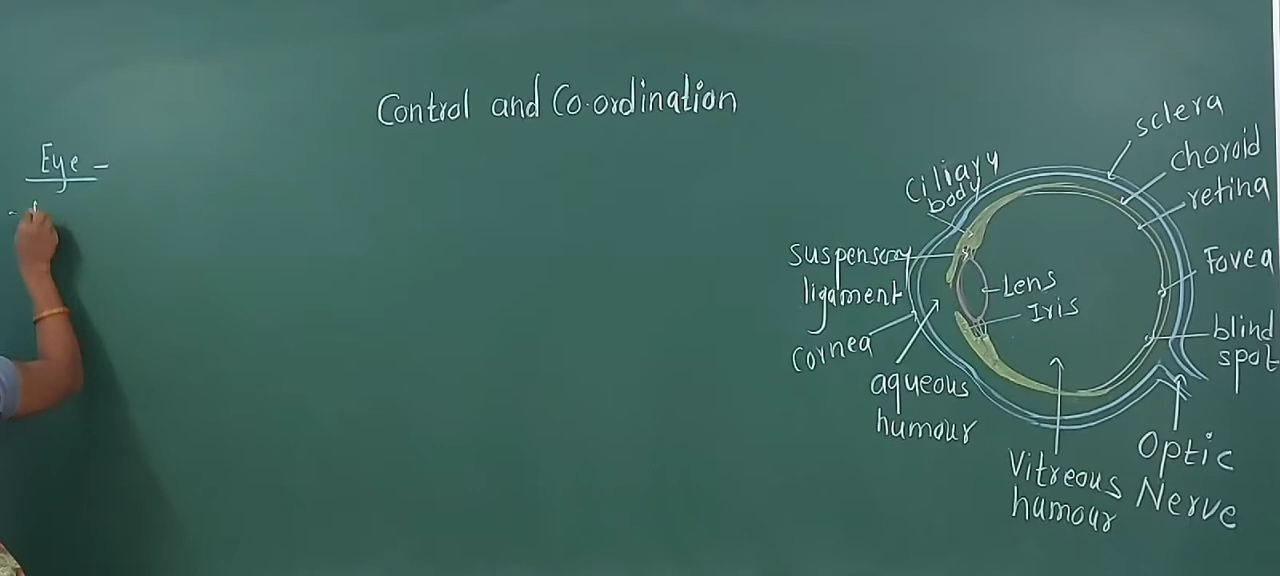 Control and Co-ordination
Eye -
sclera
choroid
retina
Fovea
blind
spot
Optic
Nerve
Vitreous
humour
aqueous
humour
Cornea
suspensory
ligament
Ciliary
body
Lens
Iris